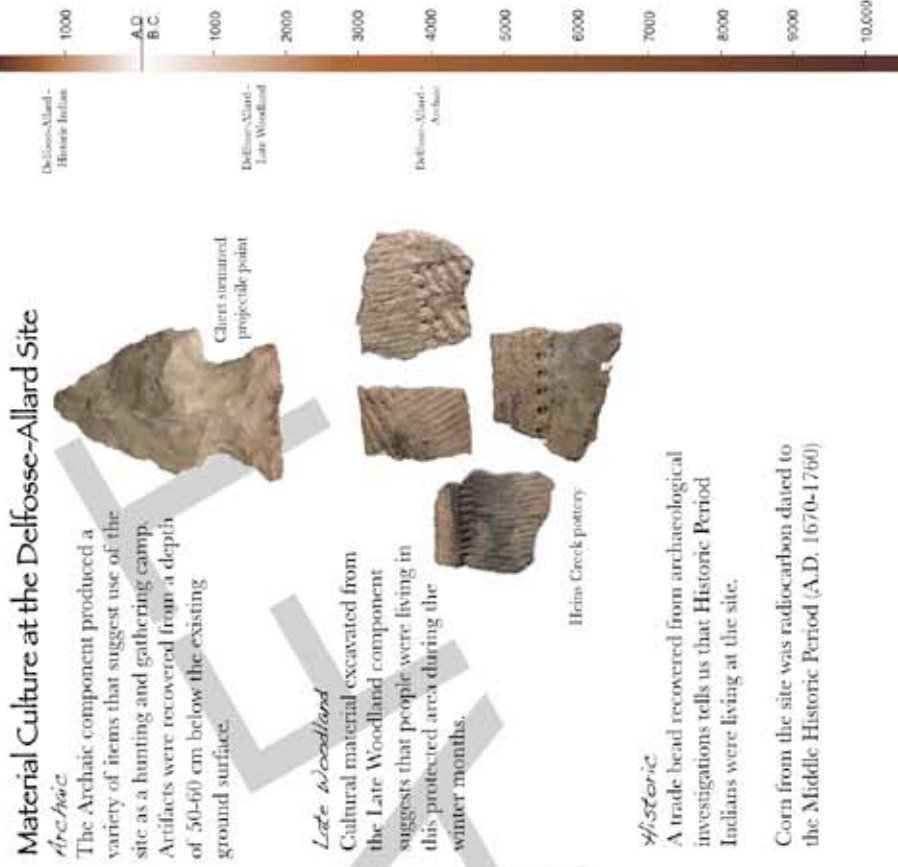 Material Culture at the Delfosse-Allard Site
Archaic
The Archaic component produced a
variety of items that suggest use of the
site as a hunting and gathering camp.
Artifacts were recovered from a depth
of 50-60 cm below the existing
ground surface.
Chert stemmed
projectile point
Late Woodland
Cultural material excavated from
the Late Woodland component
suggests that people were living in
this protected area during the
winter months.
Heins Creek pottery
Historic
A trade bead recovered from archaeological
investigations tells us that Historic Period
Indians were living at the site.
Corn from the site was radiocarbon dated to
the Middle Historic Period (A.D. 1670-1760)
Delfosse-Allard -
Historic Indian
Delfosse-Allard -
Late Woodland
Delfosse-Allard -
Archaic
1000
A.D.
B.C.
1000
2000
3000
4000
5000
6000
7000
8000
9000
10,000